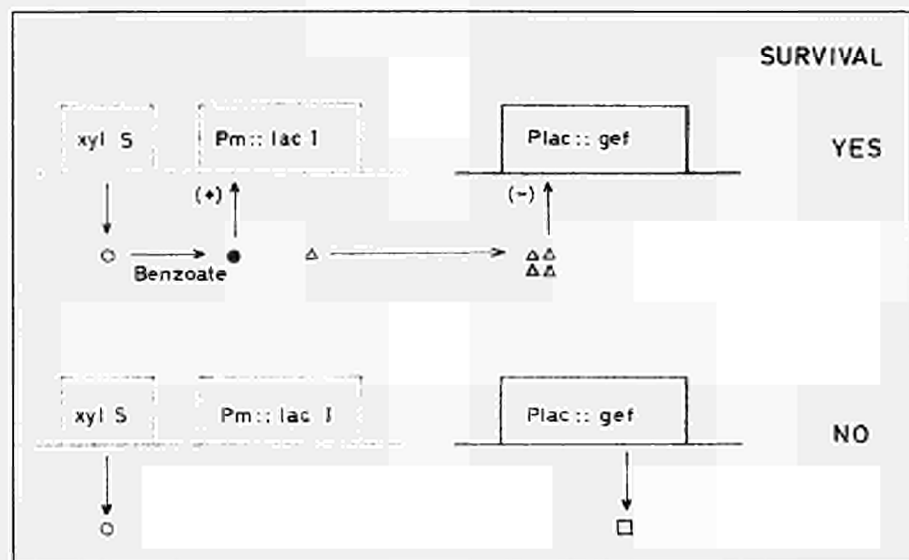 SURVIVAL
xyl S Pm :: lac I Plac :: gef YES
(+) (-)
Benzoate
xyl S Pm :: lac I Plac :: gef NO